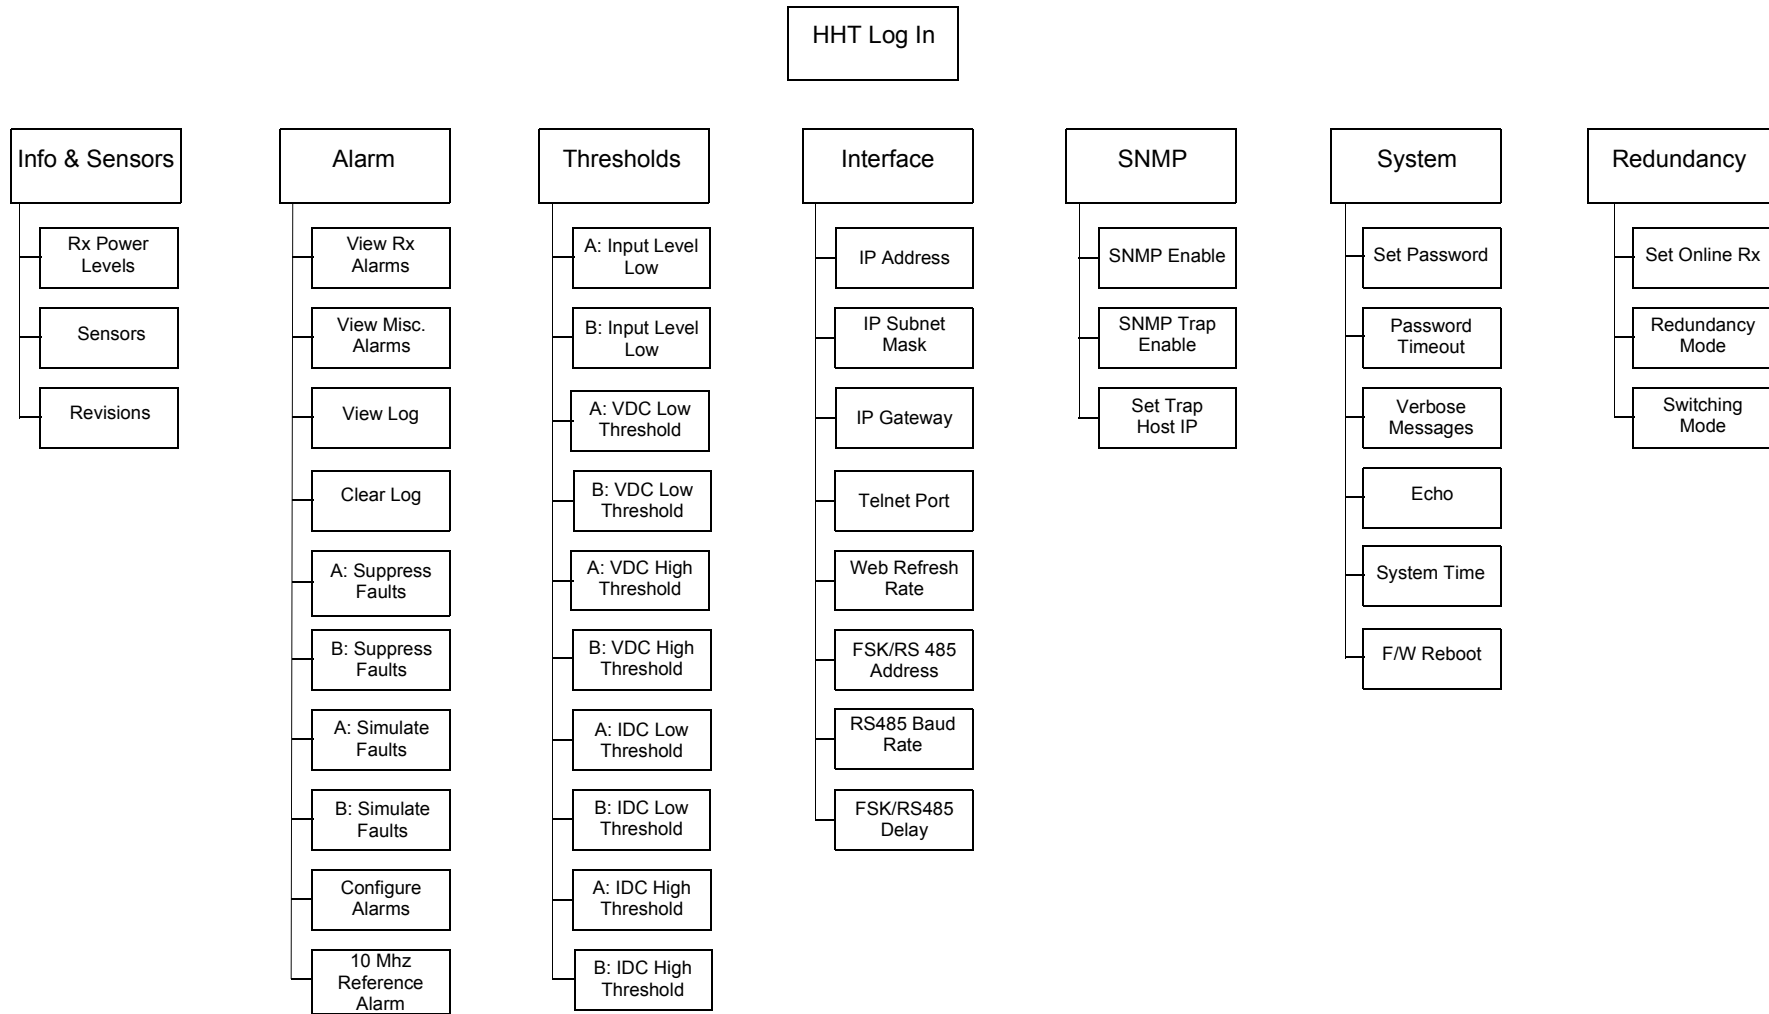 HHT Log In
Info & Sensors
Rx Power
Levels
Sensors
Revisions
Alarm
View Rx
Alarms
View Misc.
Alarms
View Log
Clear Log
A: Suppress
Faults
B: Suppress
Faults
A: Simulate
Faults
B: Simulate
Faults
Configure
Alarms
10 Mhz
Reference
Alarm
Thresholds
A: Input Level
Low
B: Input Level
Low
A: VDC Low
Threshold
B: VDC Low
Threshold
A: VDC High
Threshold
B: VDC High
Threshold
A: IDC Low
Threshold
B: IDC Low
Threshold
A: IDC High
Threshold
B: IDC High
Threshold
Interface
IP Address
IP Subnet
Mask
IP Gateway
Telnet Port
Web Refresh
Rate
FSK/RS 485
Address
RS485 Baud
Rate
FSK/RS485
Delay
SNMP
SNMP Enable
SNMP Trap
Enable
Set Trap
Host IP
System
Set Password
Password
Timeout
Verbose
Messages
Echo
System Time
F/W Reboot
Redundancy
Set Online Rx
Redundancy
Mode
Switching
Mode